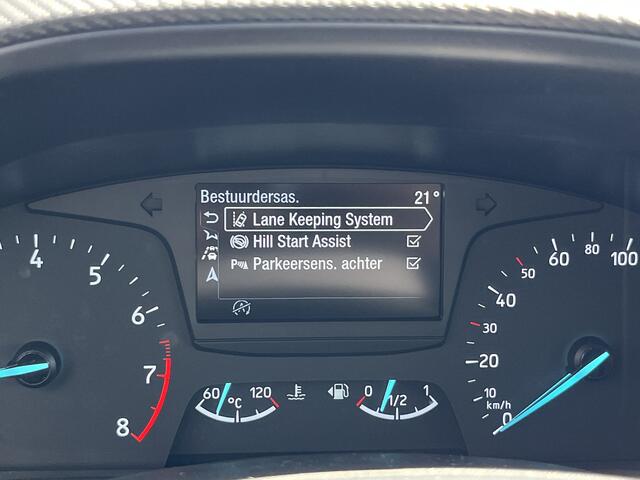 Bestuurdersas. 21°
Lane Keeping System
Hill Start Assist
Parkeersens. achter
4 5 6 7 8
60 120
°C
0 1/2 1
0 10 20 30 40 50 60 80 100
km/h